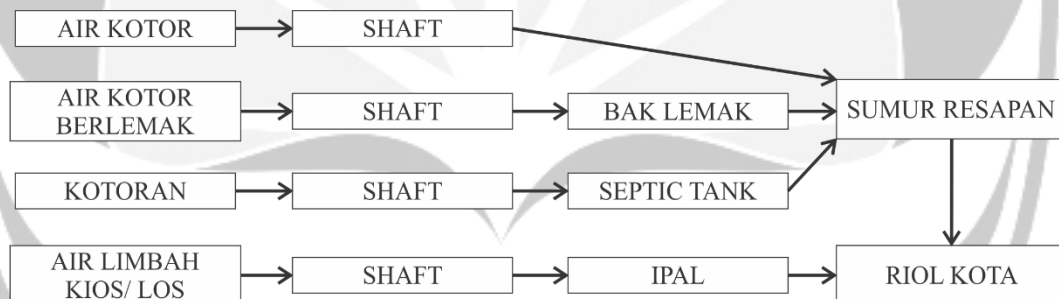 AIR KOTOR
SHAFT
AIR KOTOR
BERLEMAK
SHAFT
BAK LEMAK
SUMUR RESAPAN
KOTORAN
SHAFT
SEPTIC TANK
AIR LIMBAH
KIOS/ LOS
SHAFT
IPAL
RIOL KOTA